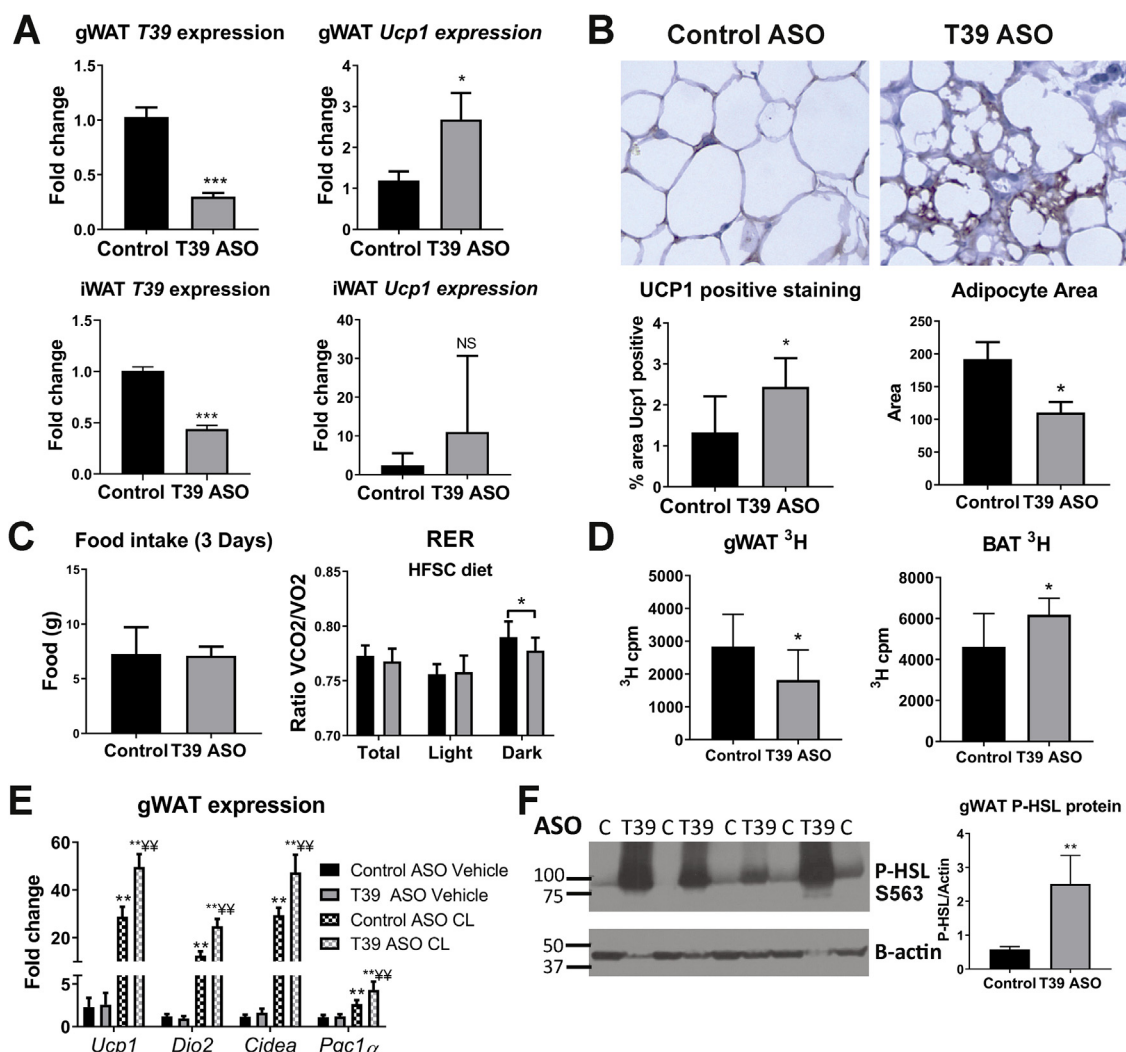 A
gWAT T39 expression
Fold change
1.5
1.0
0.5
0.0
***
Control T39 ASO
gWAT Ucp1 expression
Fold change
4
3
2
1
0
*
Control T39 ASO
iWAT T39 expression
Fold change
1.5
1.0
0.5
0.0
***
Control T39 ASO
iWAT Ucp1 expression
Fold change
40
30
20
10
0
NS
Control T39 ASO
B
Control ASO
T39 ASO
UCP1 positive staining
% area Ucp1 positive
4
3
2
1
0
*
Control T39 ASO
Adipocyte Area
Area
250
200
150
100
50
0
*
Control T39 ASO
C
Food intake (3 Days)
Food (g)
15
10
5
0
Control T39 ASO
RER
HFSC diet
Ratio VCO2/VO2
0.85
0.80
0.75
0.70
*
Total Light Dark
D
gWAT ³H
³H cpm
5000
4000
3000
2000
1000
0
*
Control T39 ASO
BAT ³H
³H cpm
8000
6000
4000
2000
0
*
Control T39 ASO
E
gWAT expression
Fold change
60
40
20
5
0
** **¥¥
** **¥¥
** **¥¥
** **¥¥
Ucp1 Dio2 Cidea Pgc1α
Control ASO Vehicle
T39 ASO Vehicle
Control ASO CL
T39 ASO CL
F
ASO C T39 C T39 C T39 C T39 C
100
75
P-HSL
S563
50
37
B-actin
gWAT P-HSL protein
P-HSL/Actin
4
3
2
1
0
**
Control T39 ASO